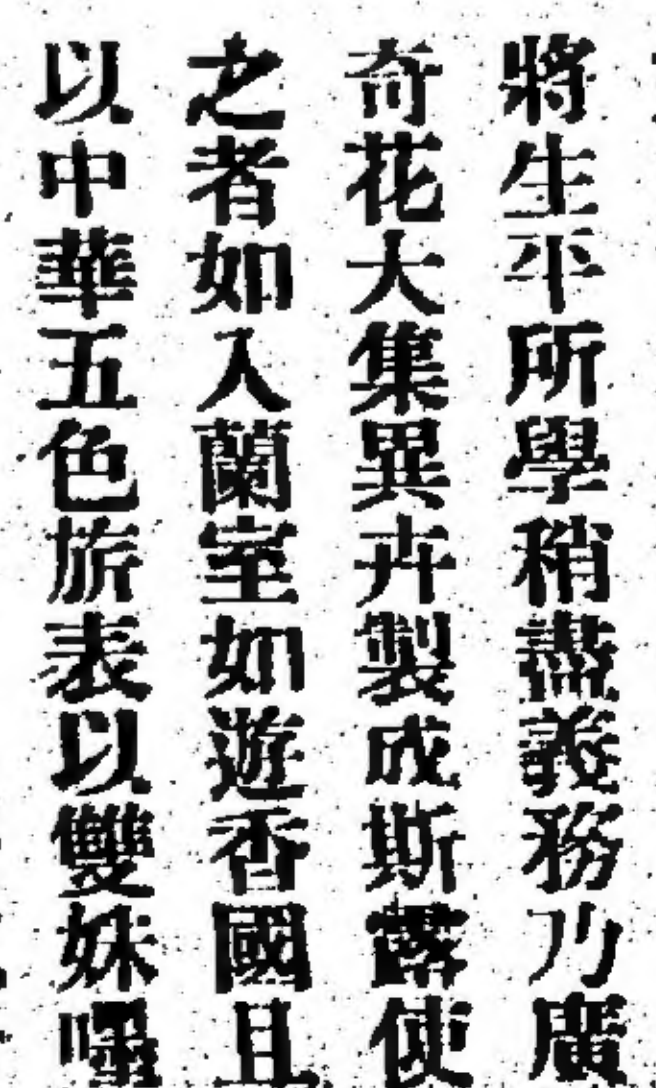 將生平所學稍盡義務乃廣
奇花大集異卉製成斯露使
之者如入蘭室如遊香國且
以中華五色旂表以雙妹嘜